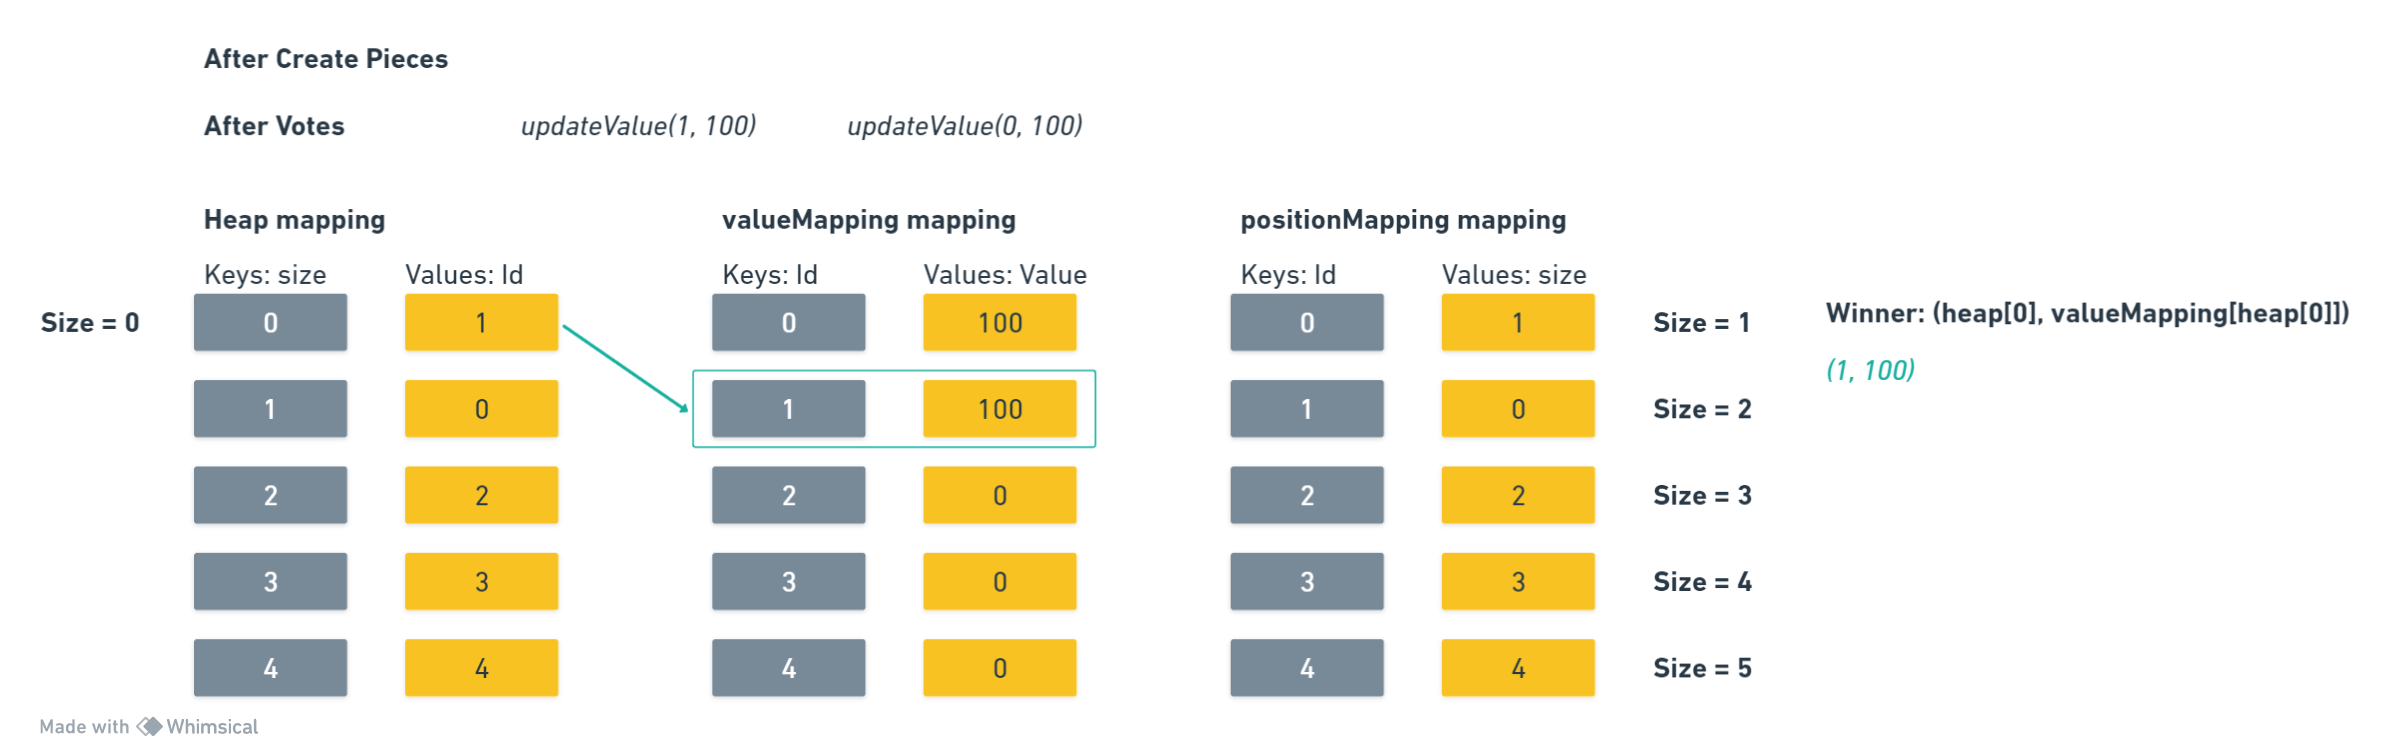 After Create Pieces
After Votes updateValue(1, 100) updateValue(0, 100)
Heap mapping valueMapping mapping positionMapping mapping
Keys: size Values: Id Keys: Id Values: Value Keys: Id Values: size
Size = 0 0 1 0 100 0 1 Size = 1 Winner: (heap[0], valueMapping[heap[0]])
(1, 100)
1 0 1 100 1 0 Size = 2
2 2 2 0 2 2 Size = 3
3 3 3 0 3 3 Size = 4
4 4 4 0 4 4 Size = 5
Made with Whimsical